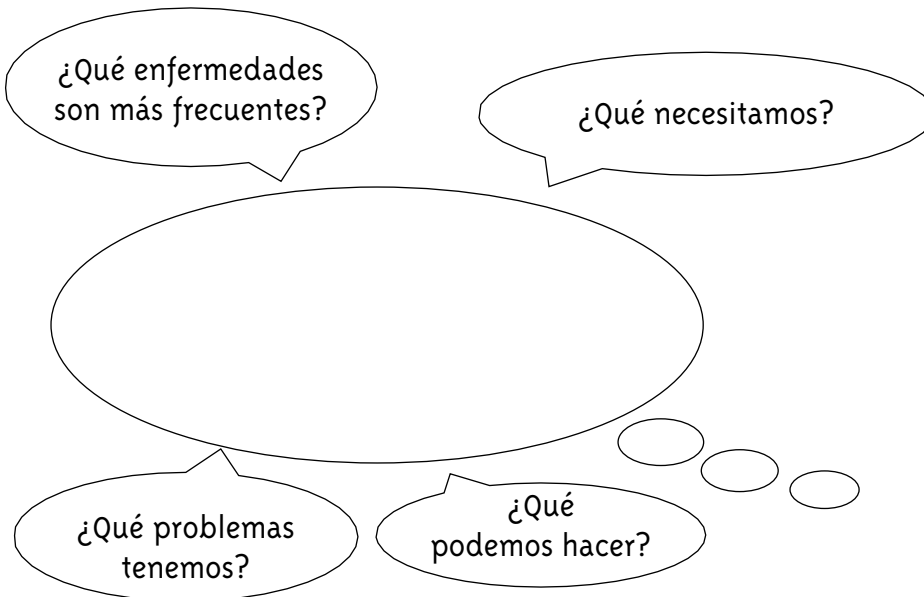 ¿Qué enfermedades
son más frecuentes?
¿Qué necesitamos?
¿Qué problemas
tenemos?
¿Qué
podemos hacer?